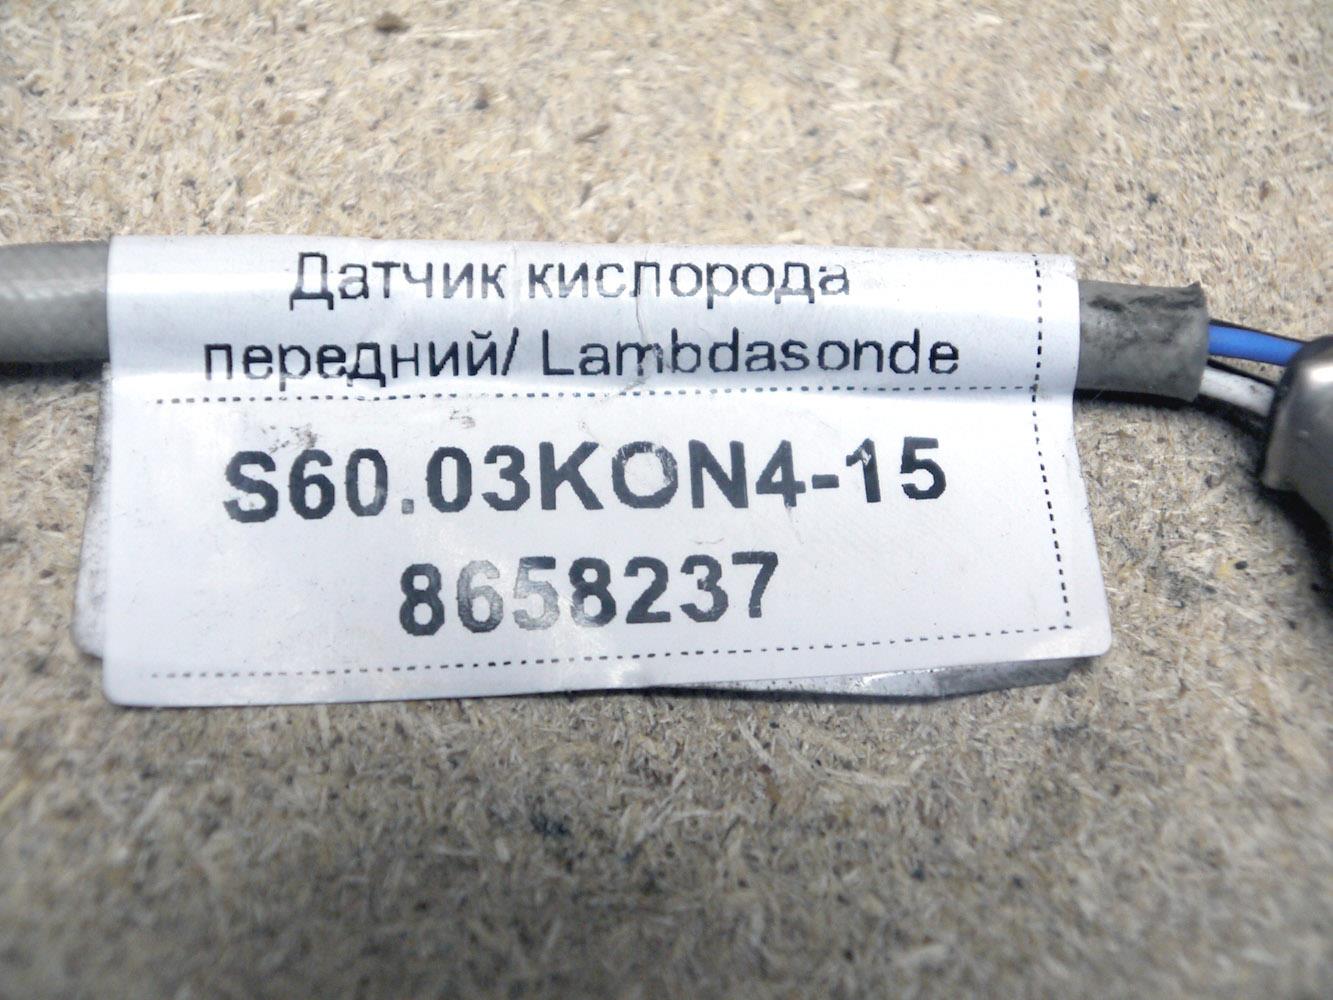 Датчик кислорода
передний/ Lambdasonde
S60.03KON4-15
8658237